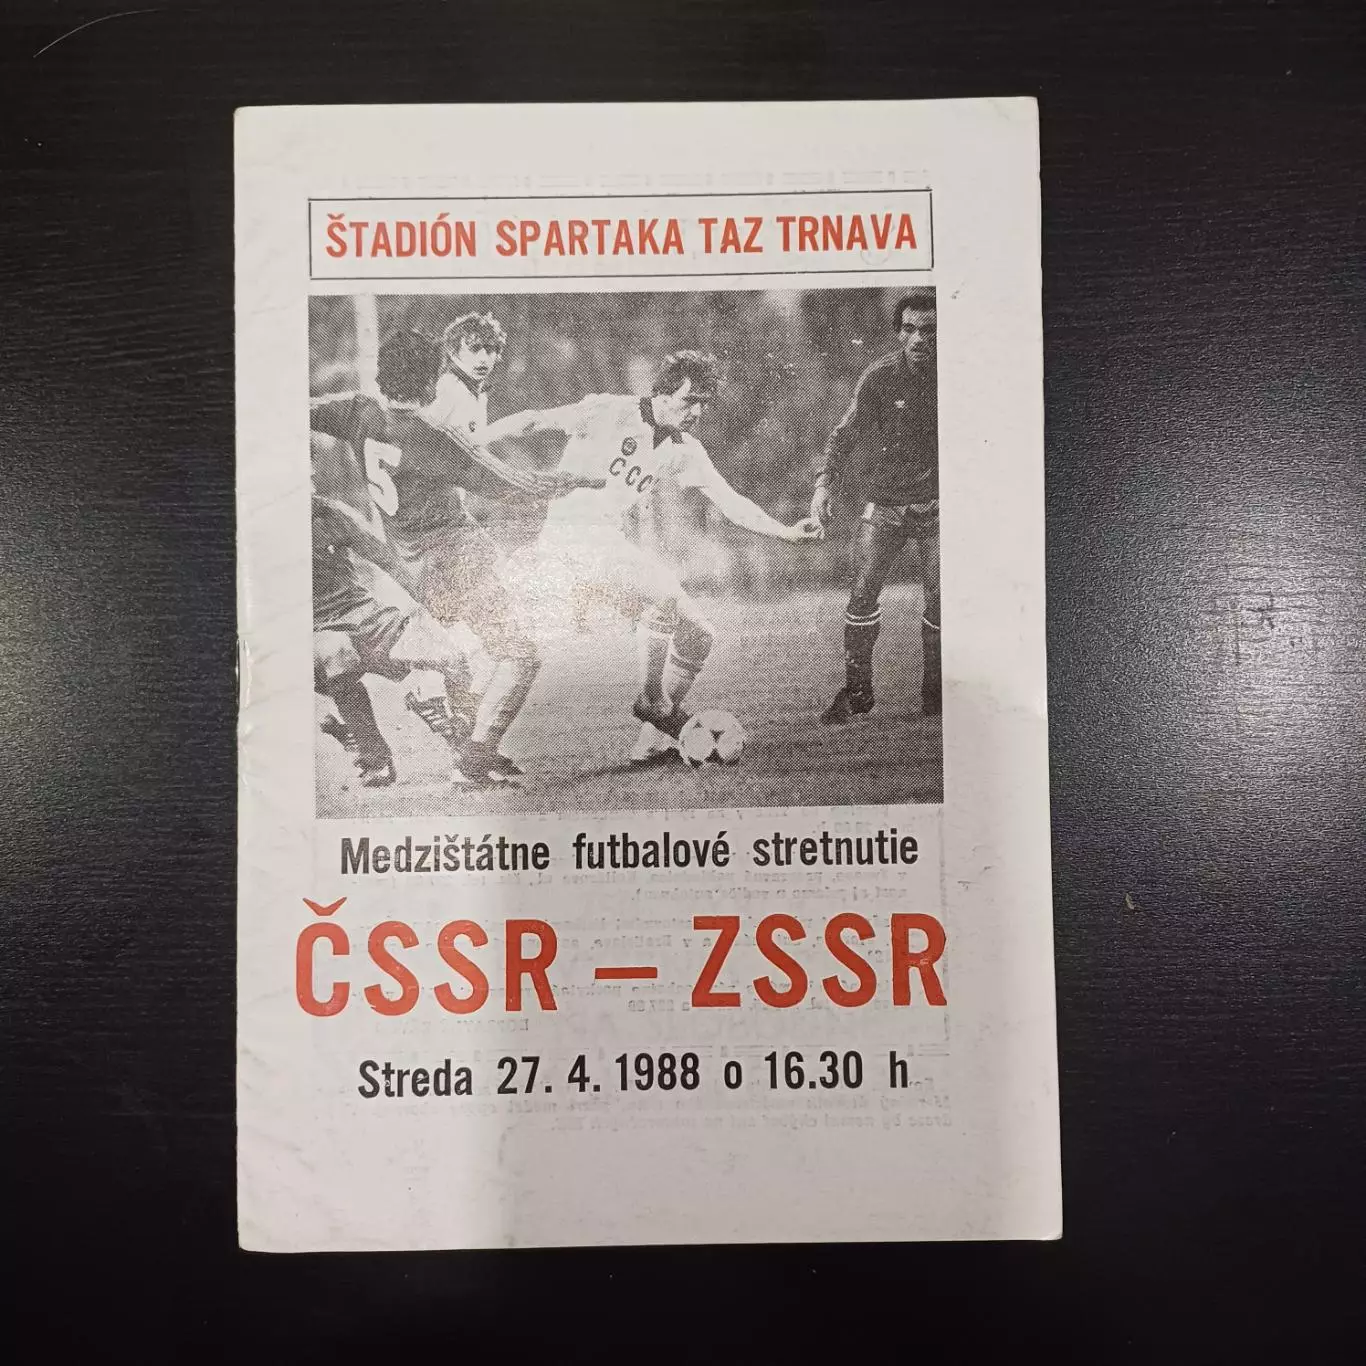 ŠTADIÓN SPARTAKA TAZ TRNAVA
5
CCC
Medzištátne futbalové stretnutie
ČSSR – ZSSR
Streda 27. 4. 1988 o 16.30 h